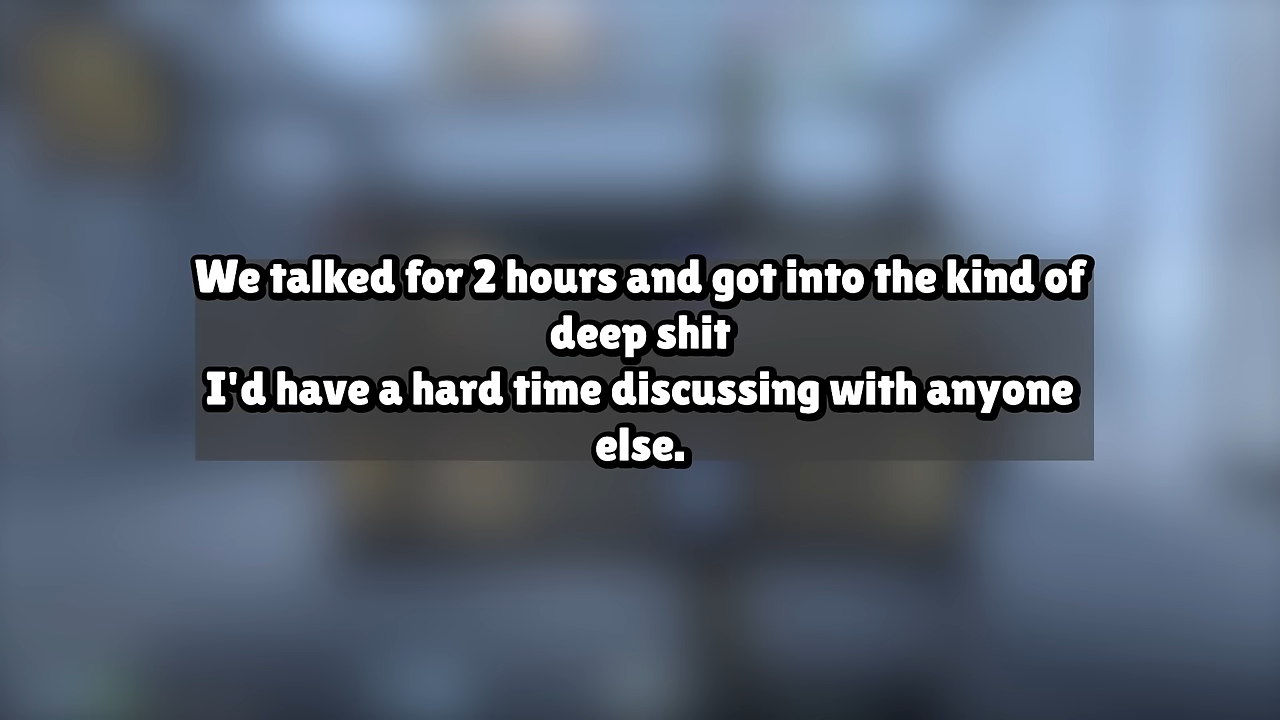 We talked for 2 hours and got into the kind of
deep shit
I'd have a hard time discussing with anyone
else.